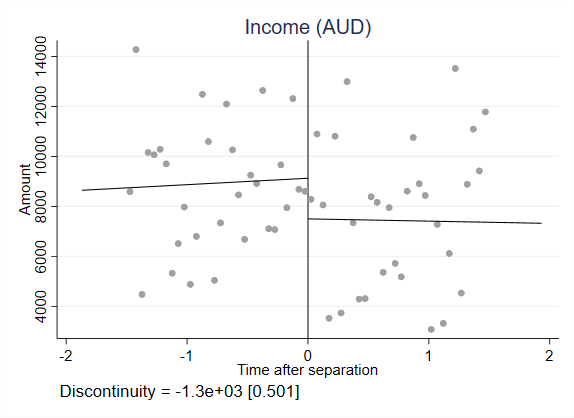 Income (AUD)
14000
12000
10000
8000
6000
4000
Amount
-2 -1 0 1 2
Time after separation
Discontinuity = -1.3e+03 [0.501]